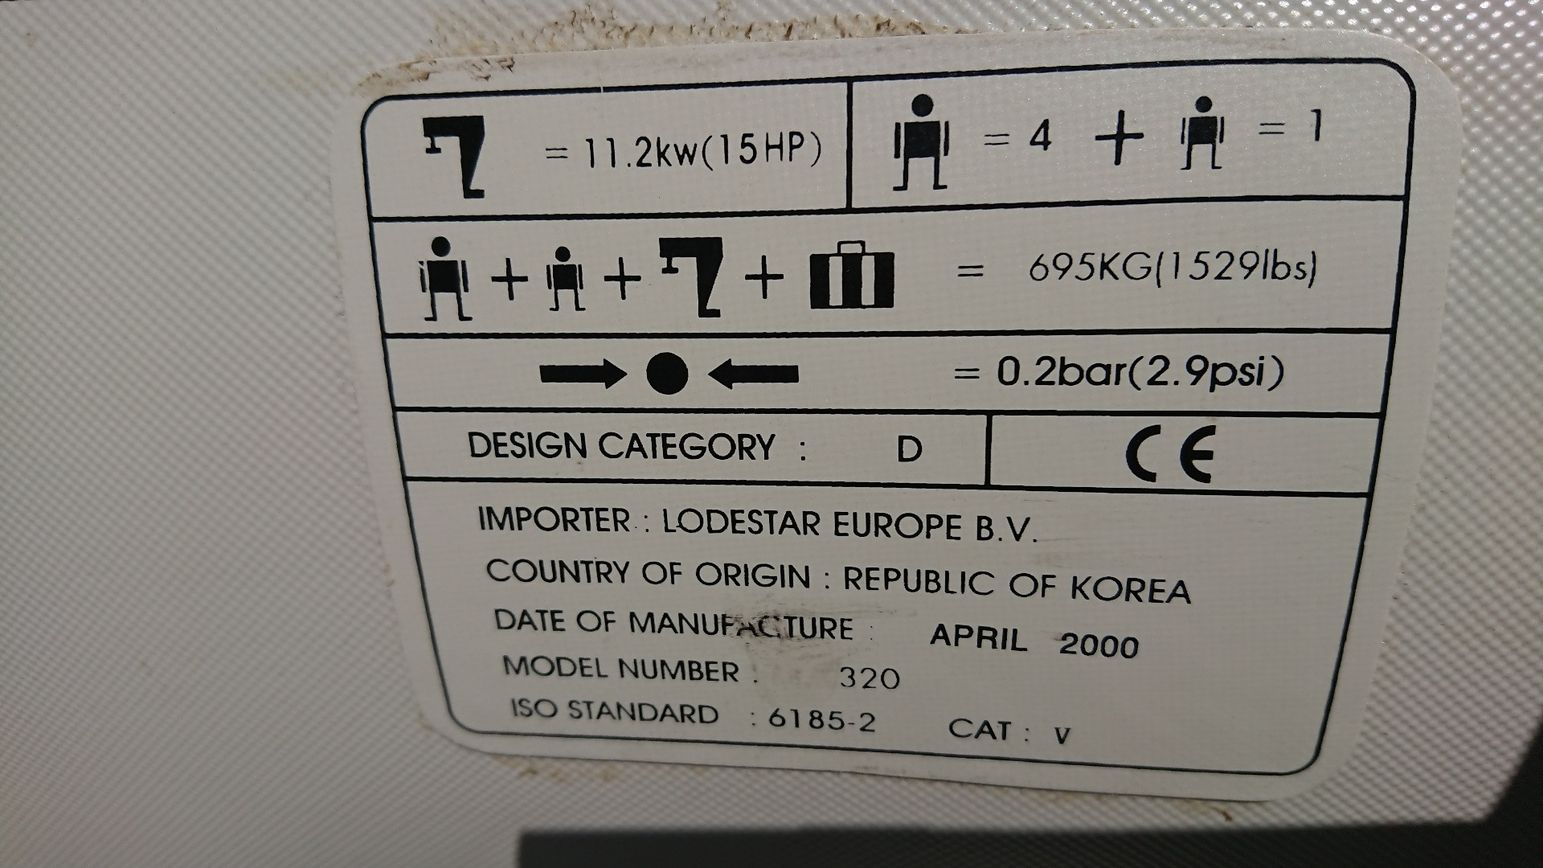 = 11.2kw(15HP)
= 4 + = 1
+ + + = 695KG(1529lbs)
= 0.2bar(2.9psi)
DESIGN CATEGORY : D
CE
IMPORTER : LODESTAR EUROPE B.V.
COUNTRY OF ORIGIN : REPUBLIC OF KOREA
DATE OF MANUFACTURE : APRIL 2000
MODEL NUMBER : 320
ISO STANDARD : 6185-2 CAT : V